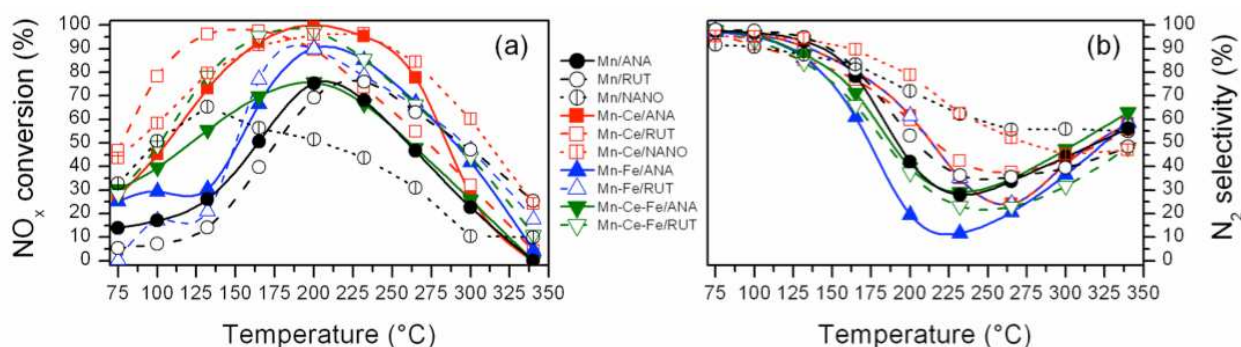 NOx conversion (%)
100
90
80
70
60
50
40
30
20
10
0
(a)
75 100 125 150 175 200 225 250 275 300 325 350
Temperature (°C)
Mn/ANA
Mn/RUT
Mn/NANO
Mn-Ce/ANA
Mn-Ce/RUT
Mn-Ce/NANO
Mn-Fe/ANA
Mn-Fe/RUT
Mn-Ce-Fe/ANA
Mn-Ce-Fe/RUT
(b)
100
90
80
70
60
50
40
30
20
10
0
N2 selectivity (%)
75 100 125 150 175 200 225 250 275 300 325 350
Temperature (°C)